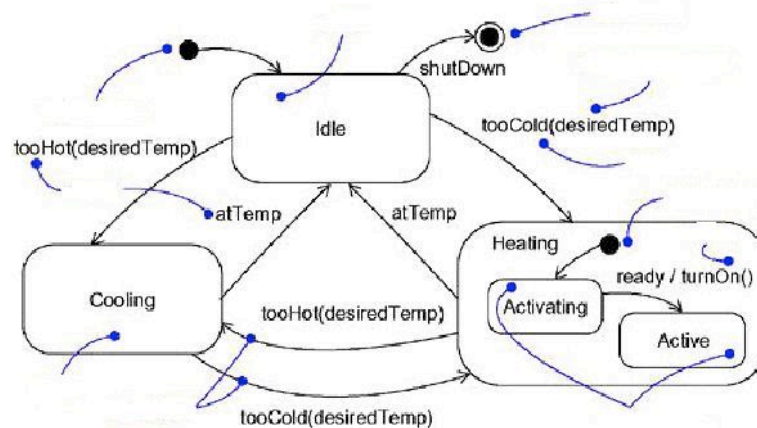 shutDown
Idle
tooCold(desiredTemp)
tooHot(desiredTemp)
atTemp
atTemp
Heating
ready / turnOn()
Cooling
Activating
tooHot(desiredTemp)
Active
tooCold(desiredTemp)